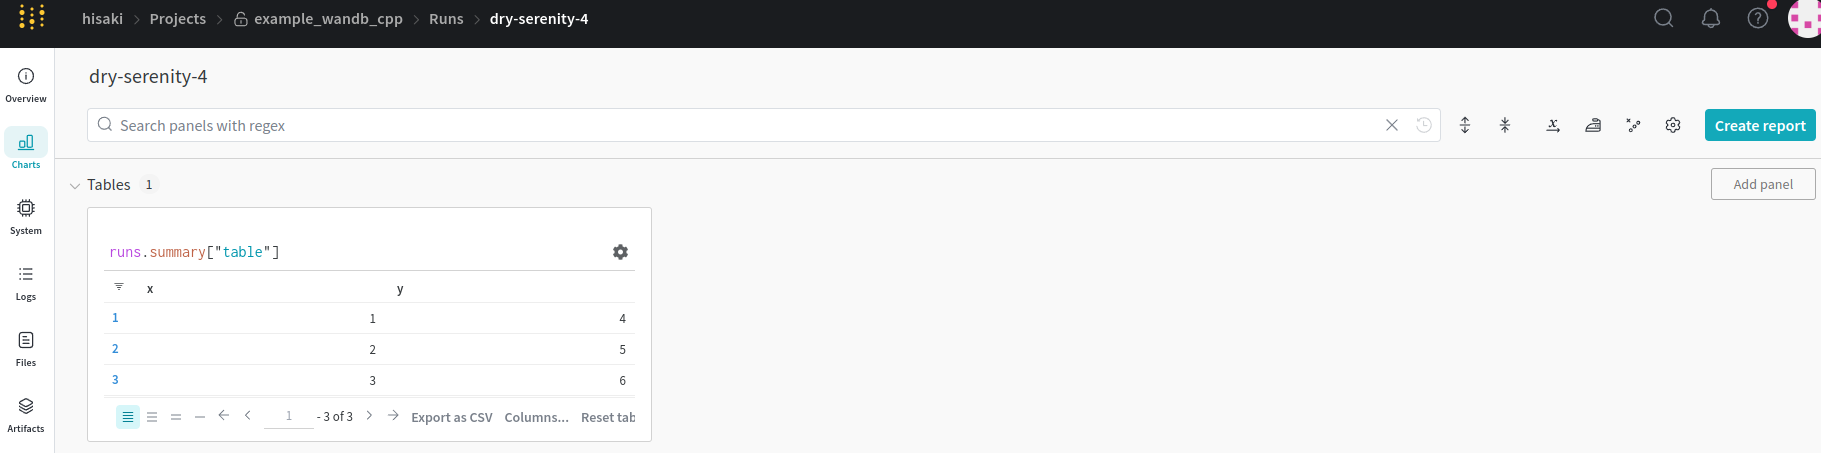 hisaki > Projects > example_wandb_cpp > Runs > dry-serenity-4
dry-serenity-4
Overview
Search panels with regex
Create report
Charts
Tables 1
Add panel
System
runs.summary["table"]
x y
Logs
1 1 4
2 2 5
Files
3 3 6
1 - 3 of 3 Export as CSV Columns... Reset tab
Artifacts